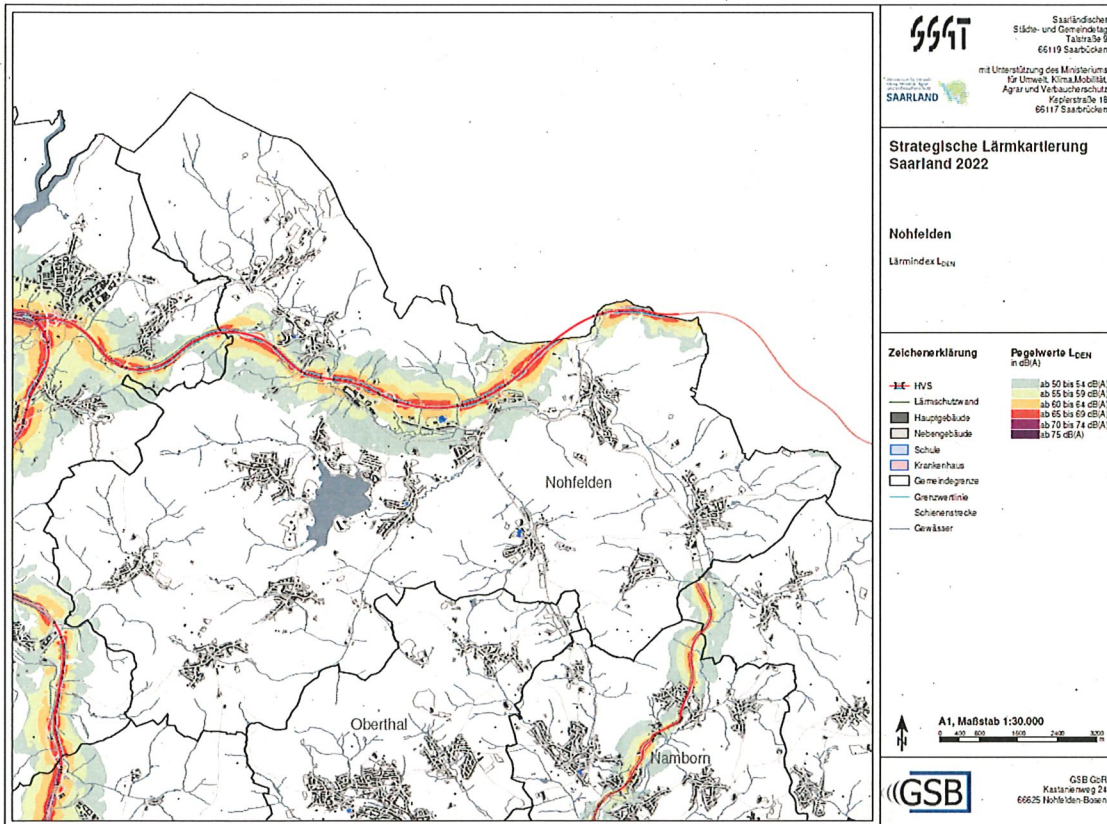 SSGT
Saarländischer
Städte- und Gemeindetag
Talstraße 9
66119 Saarbrücken
mit Unterstützung des Ministeriums
für Umwelt, Klima,Mobilität,
Agrar und Verbaucherschutz
Keplerstraße 18
66117 Saarbrücken
SAARLAND
Strategische Lärmkartierung
Saarland 2022
Nohfelden
Lärmindex LDEN
Zeichenerklärung
HVS
Lärmschutzwand
Hauptgebäude
Nebengebäude
Schule
Krankenhaus
Gemeindegrenze
Grenzwertlinie
Schienenstrecke
Gewässer
Pegelwerte LDEN
in dB(A)
ab 50 bis 54 dB(A)
ab 55 bis 59 dB(A)
ab 60 bis 64 dB(A)
ab 65 bis 69 dB(A)
ab 70 bis 74 dB(A)
ab 75 dB(A)
Nohfelden
Oberthal
Namborn
N
A1, Maßstab 1:30.000
0 400 800 1600 2400 3200
m
GSB
GSB GbR
Kastanienweg 24
66625 Nohfelden-Bosen